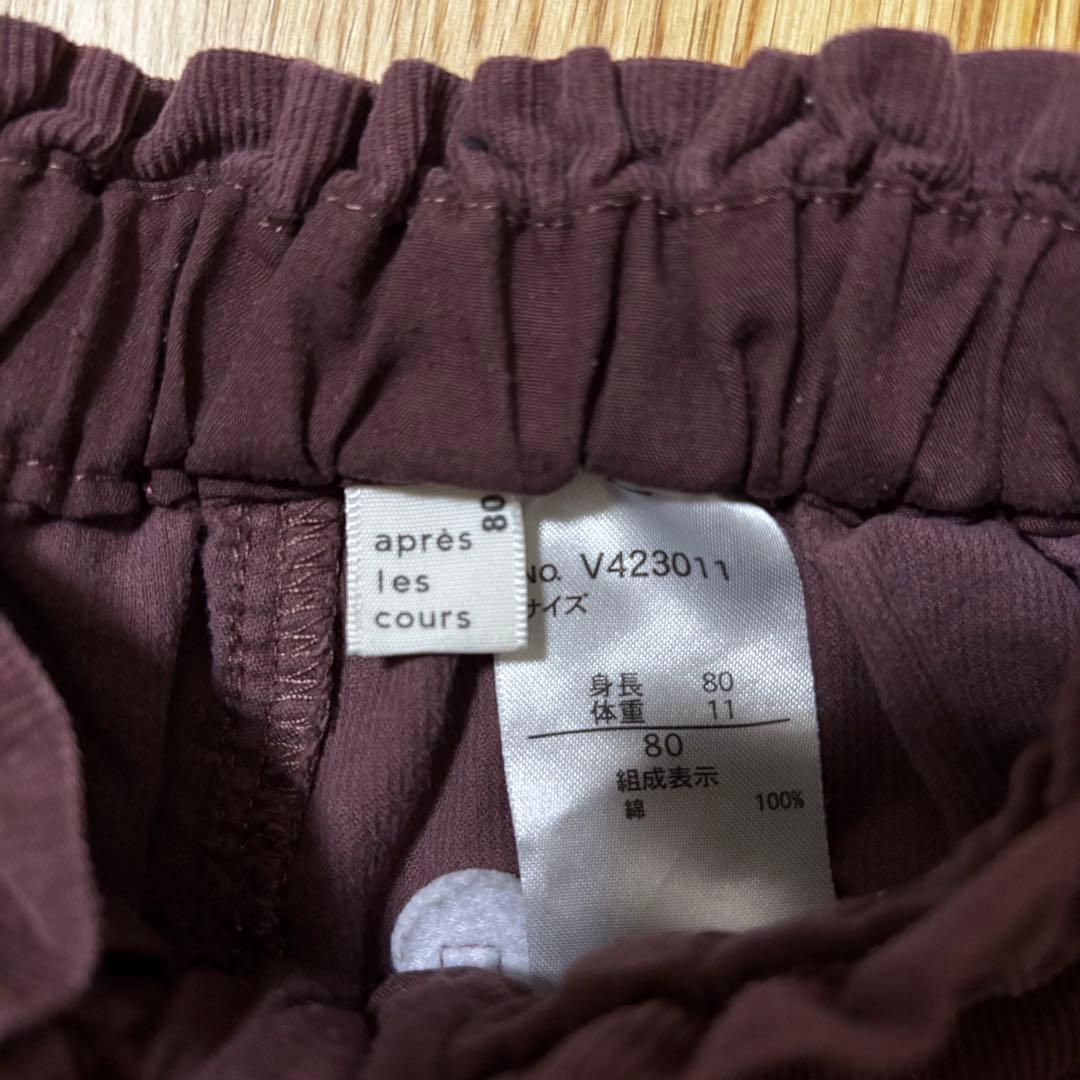 après
les
cours
80
No. V423011
サイズ
身長 80
体重 11
80
組成表示
綿 100%